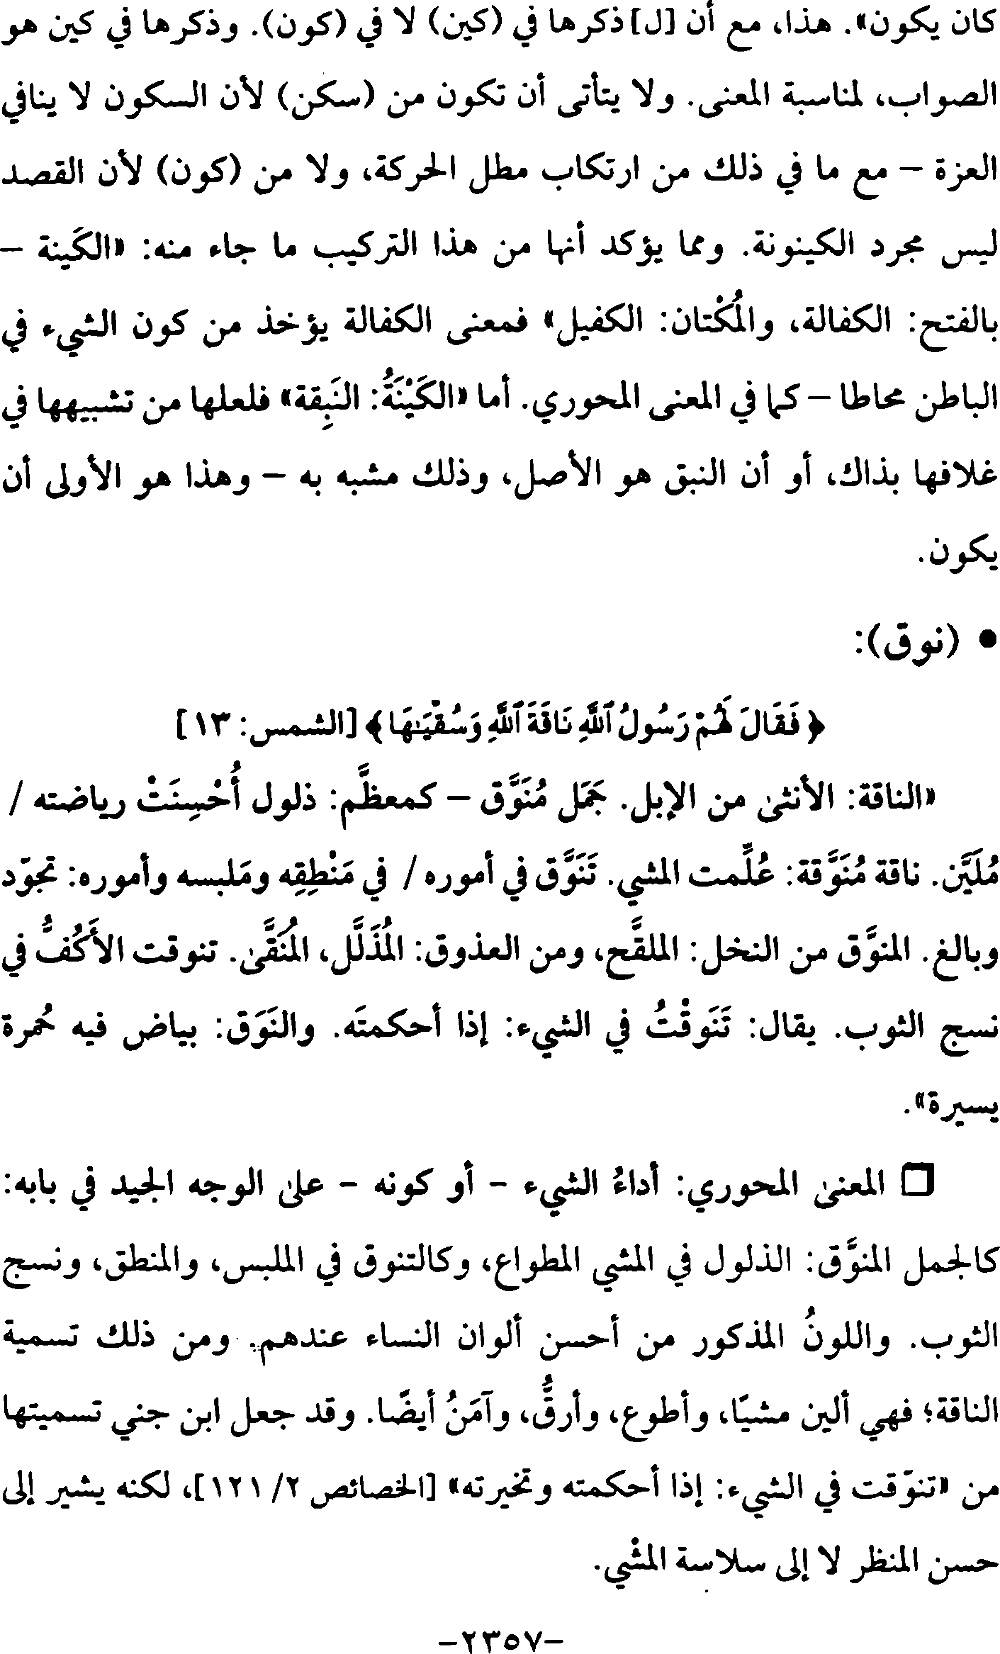 كان يكون». هذا، مع أن [ل] ذكرها في (كين) لا في (كون). وذكرها في كين هو
الصواب، لمناسبة المعنى. ولا يتأتى أن تكون من (سكن) لأن السكون لا ينافي
العزة – مع ما في ذلك من ارتكاب مطل الحركة، ولا من (كون) لأن القصد
ليس مجرد الكينونة. ومما يؤكد أنها من هذا التركيب ما جاء منه: «الكَينة –
بالفتح: الكفالة، والمُكْتان: الكفيل» فمعنى الكفالة يؤخذ من كون الشيء في
الباطن محاطا – كما في المعنى المحوري. أما «الكَيْنَةُ: النَبِقة» فلعلها من تشبيهها في
غلافها بذاك، أو أن النبق هو الأصل، وذلك مشبه به – وهذا هو الأولى أن
يكون.
• (نوق):
﴿ فَقَالَ لَهُمْ رَسُولُ ٱللَّهِ نَاقَةَ ٱللَّهِ وَسُقْيَـٰهَا ﴾ [الشمس: ١٣]
«الناقة: الأنثىٰ من الإبل. جَمَل مُنَوَّق – كمعظَّم: ذلول أُحْسِنَتْ رياضته /
مُلَيَّن. ناقة مُنَوَّقة: عُلِّمت المشي. تَنَوَّق في أموره / في مَنْطِقِه ومَلبسه وأموره: تجوّد
وبالغ. المنوَّق من النخل: الملقَّح، ومن العذوق: المُذَلَّل، المُنَقَّىٰ. تنوقت الأَكُفُّ في
نسج الثوب. يقال: تَنَوقْتُ في الشيء: إذا أحكمتَه. والنَوَق: بياض فيه حُمرة
يسيرة».
❒ المعنىٰ المحوري: أداءُ الشيء – أو كونه – علىٰ الوجه الجيد في بابه:
كالجمل المنوَّق: الذلول في المشي المطواع، وكالتنوق في الملبس، والمنطق، ونسج
الثوب. واللونُ المذكور من أحسن ألوان النساء عندهم. ومن ذلك تسمية
الناقة؛ فهي ألين مشيًا، وأطوع، وأرقُّ، وآمَنُ أيضًا. وقد جعل ابن جني تسميتها
من «تنوّقت في الشيء: إذا أحكمته وتخيرته» [الخصائص ٢/ ١٢١]، لكنه يشير إلى
حسن المنظر لا إلى سلاسة المشْي.
–٢٣٥٧–